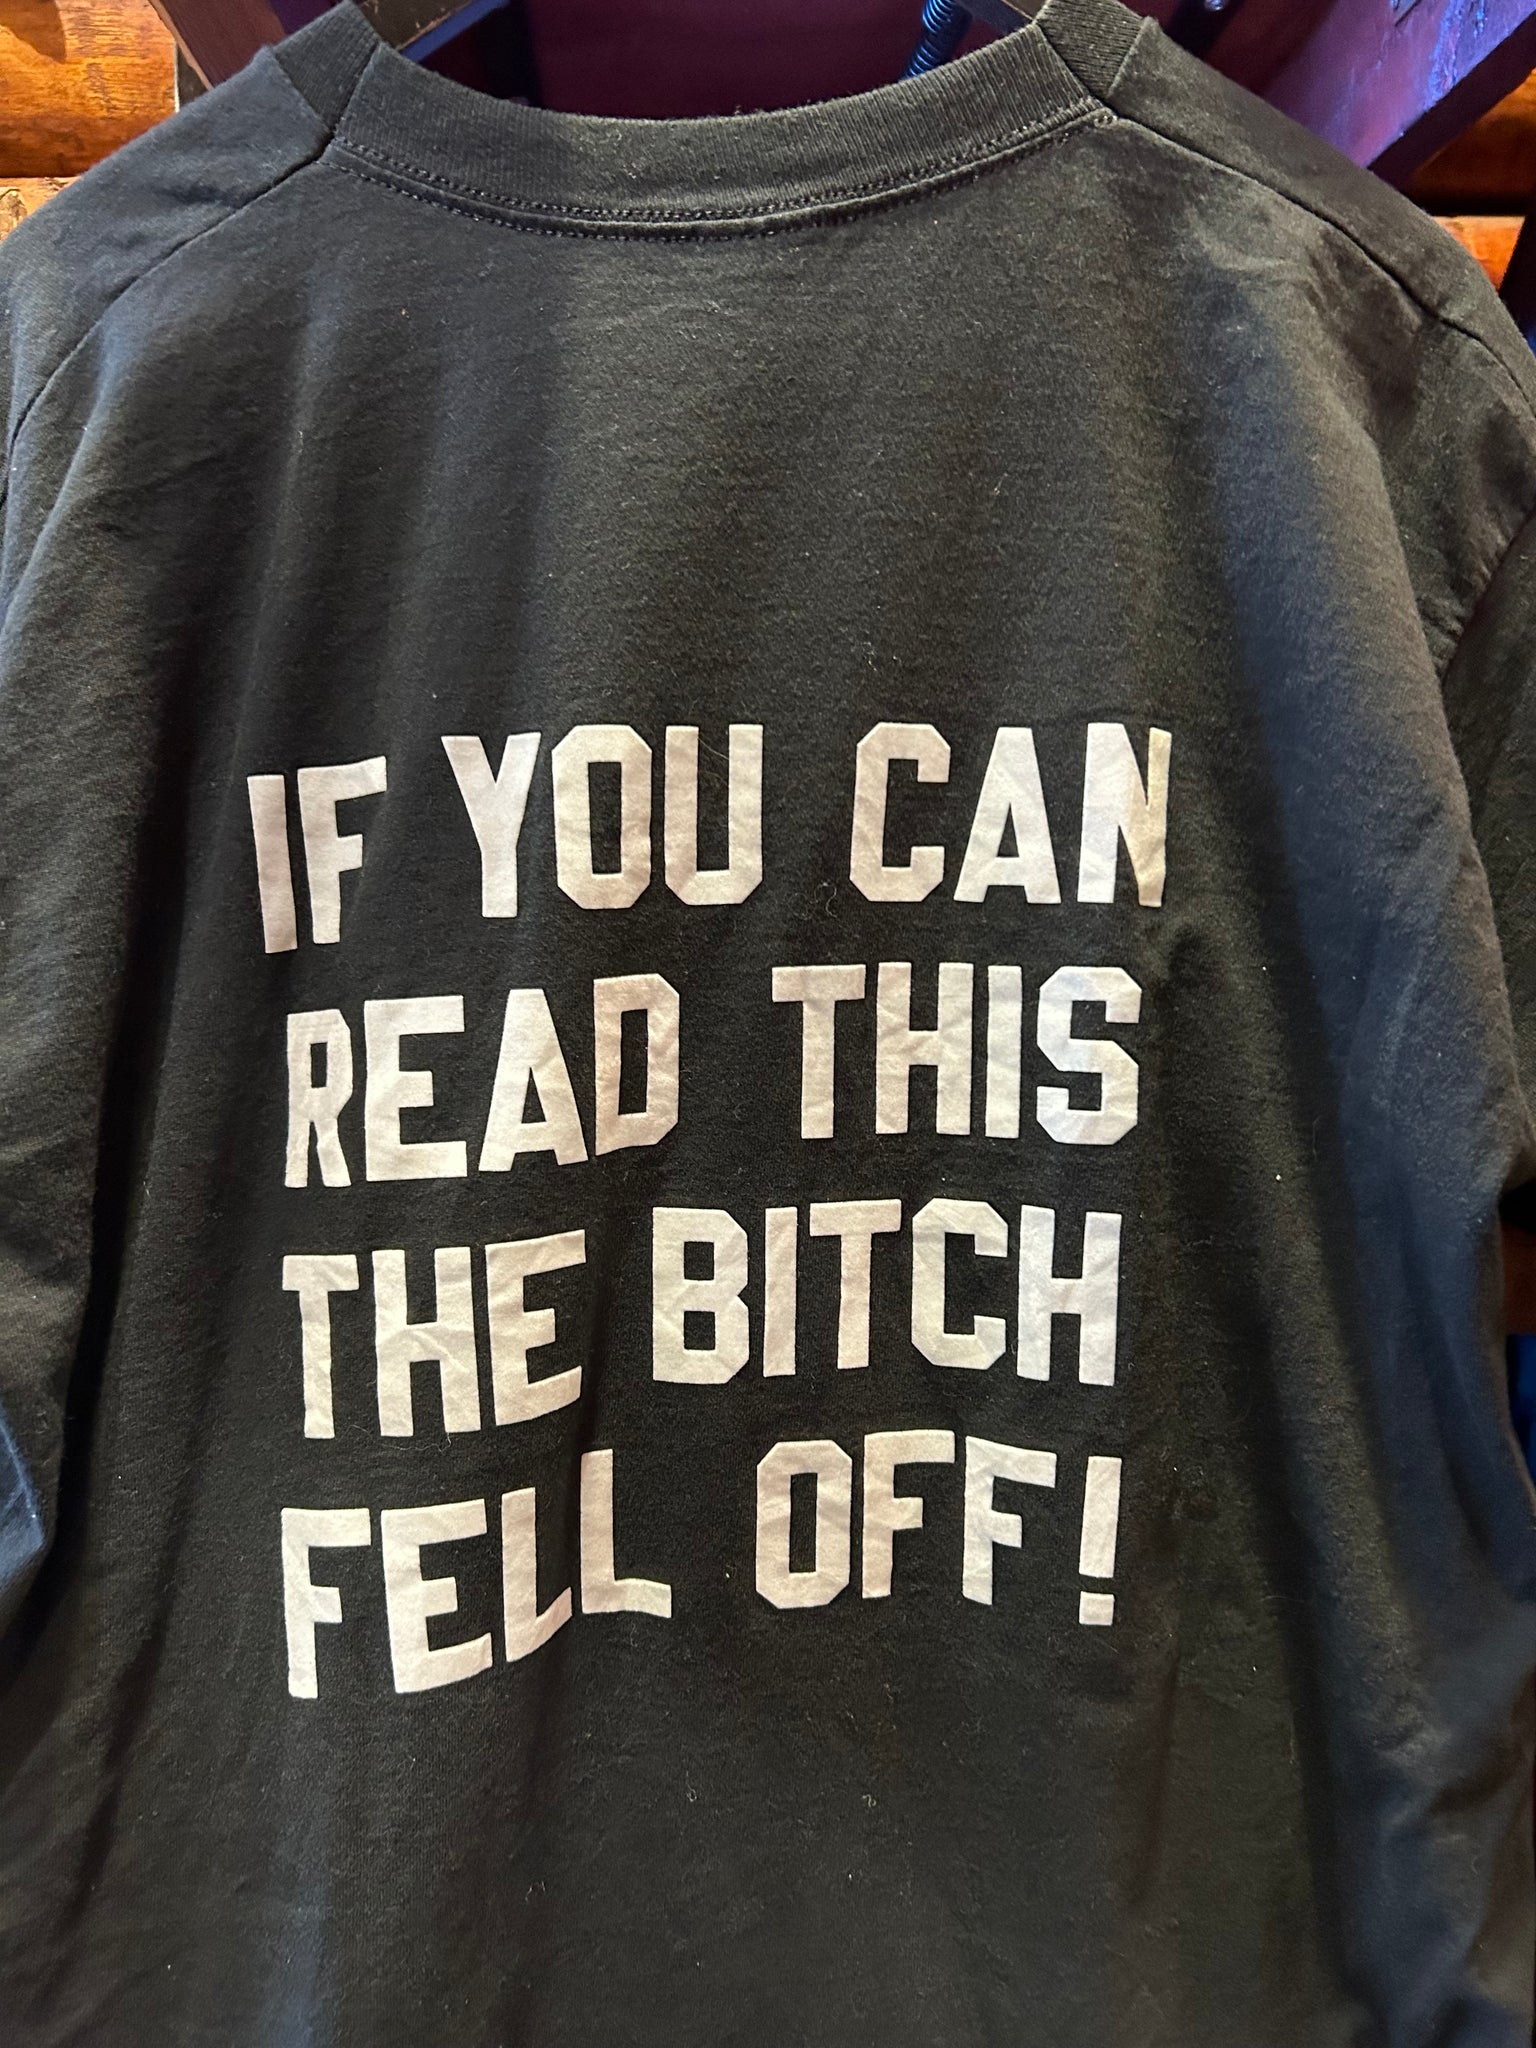 IF YOU CAN
READ THIS
THE BITCH
FELL OFF!